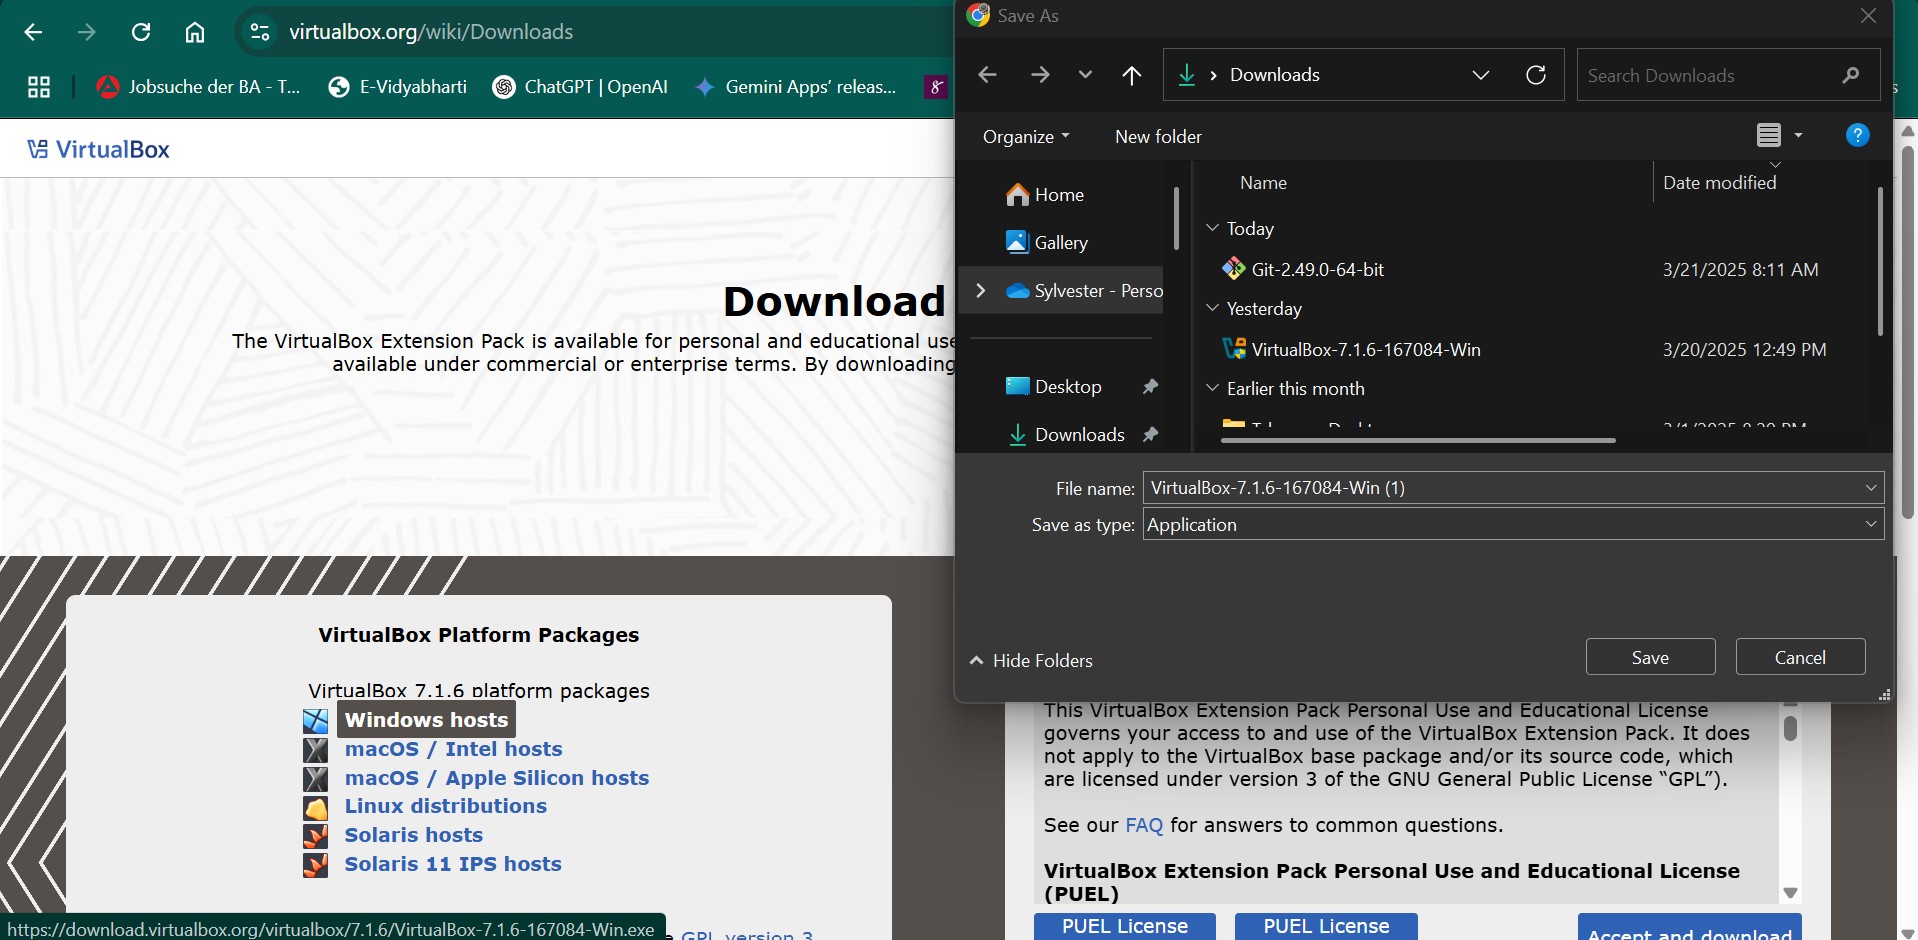 virtualbox.org/wiki/Downloads
Jobsuche der BA - T...
E-Vidyabharti
ChatGPT | OpenAI
Gemini Apps’ releas...
VirtualBox
Download
The VirtualBox Extension Pack is available for personal and educational use
available under commercial or enterprise terms. By downloading
VirtualBox Platform Packages
VirtualBox 7.1.6 platform packages
Windows hosts
macOS / Intel hosts
macOS / Apple Silicon hosts
Linux distributions
Solaris hosts
Solaris 11 IPS hosts
GPL version 3
https://download.virtualbox.org/virtualbox/7.1.6/VirtualBox-7.1.6-167084-Win.exe
Save As
Downloads
Search Downloads
Organize
New folder
?
Home
Gallery
Sylvester - Perso
Desktop
Downloads
Name
Date modified
Today
Git-2.49.0-64-bit
3/21/2025 8:11 AM
Yesterday
VirtualBox-7.1.6-167084-Win
3/20/2025 12:49 PM
Earlier this month
File name:
VirtualBox-7.1.6-167084-Win (1)
Save as type:
Application
Hide Folders
Save
Cancel
This VirtualBox Extension Pack Personal Use and Educational License
governs your access to and use of the VirtualBox Extension Pack. It does
not apply to the VirtualBox base package and/or its source code, which
are licensed under version 3 of the GNU General Public License “GPL”).
See our FAQ for answers to common questions.
VirtualBox Extension Pack Personal Use and Educational License
(PUEL)
PUEL License
PUEL License
Accept and download